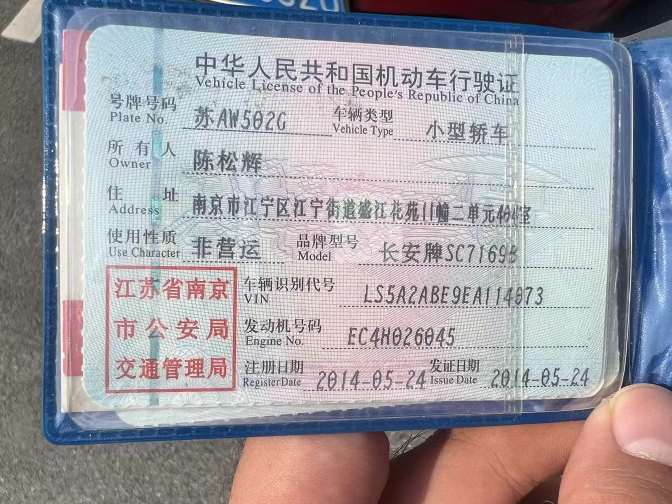 中华人民共和国机动车行驶证
Vehicle License of the People's Republic of China
号牌号码 苏AW502G 车辆类型 小型轿车
Plate No. Vehicle Type
所有人 陈松辉
Owner
住址 南京市江宁区江宁街道盛江花苑11幢二单元404室
Address
使用性质 非营运 品牌型号 长安牌SC7169B
Use Character Model
江苏省南京
市公安局
交通管理局
车辆识别代号 LS5A2ABE9EA114873
VIN
发动机号码 EC4H026045
Engine No.
注册日期 2014-05-24 发证日期 2014-05-24
Register Date Issue Date